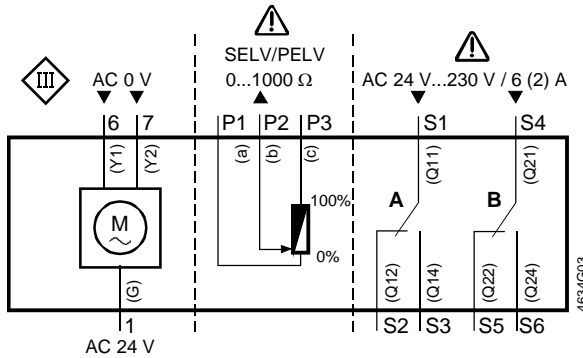 SELV/PELV
III AC 0 V 0...1000 Ω AC 24 V...230 V / 6 (2) A
6 7 P1 P2 P3 S1 S4
(Y1) (Y2) (a) (b) (c) (Q11) (Q21)
100%
A B
M
~
0%
(G) (Q12) (Q14) (Q22) (Q24)
1 S2 S3 S5 S6
AC 24 V
4634G03